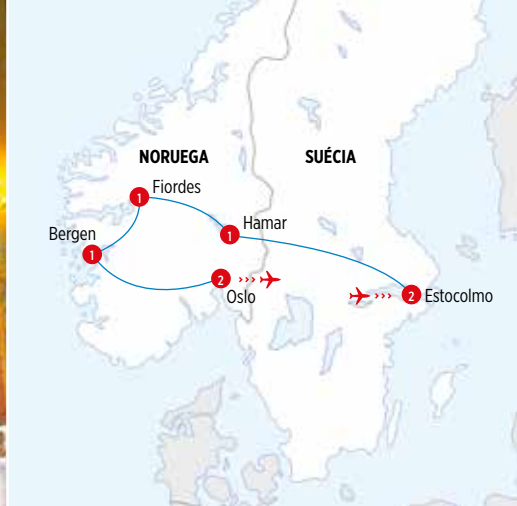 NORUEGA
SUÉCIA
1
Fiordes
1
Hamar
Bergen
1
2
›››
Oslo
›››
2
Estocolmo